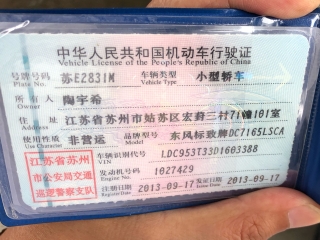 中华人民共和国机动车行驶证
Vehicle License of the People's Republic of China
号牌号码 苏E2831M 车辆类型 小型轿车
Plate No. Vehicle Type
所有人 陶宇希
Owner
住址 江苏省苏州市姑苏区宏葑二村71幢101室
Address
使用性质 非营运 品牌型号 东风标致牌DC7165LSCA
Use Character Model
江苏省苏州
市公安局交通
巡逻警察支队
车辆识别代号 LDC953T33D1603388
VIN
发动机号码 1027429
Engine No.
注册日期 2013-09-17 发证日期 2013-09-17
Register Date Issue Date